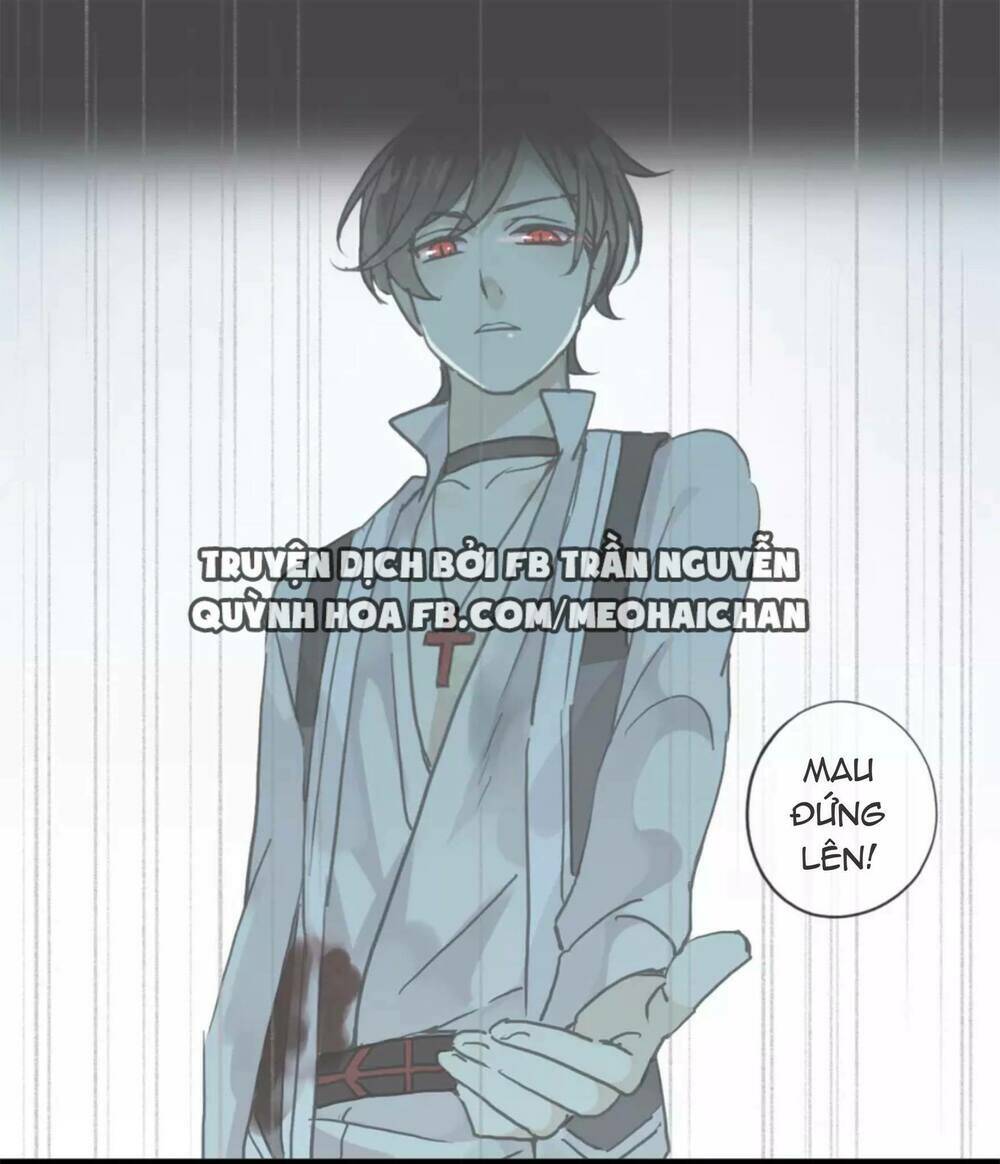 TRUYỆN DỊCH BỞI FB TRẦN NGUYỄN
QUỲNH HOA FB.COM/MEOHAICHAN
MAU
ĐỨNG
LÊN!